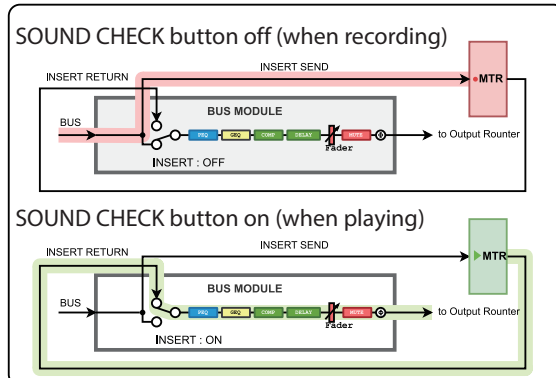 SOUND CHECK button off (when recording)
INSERT RETURN
INSERT SEND
MTR
BUS MODULE
BUS
PEQ GEQ COMP DELAY MUTE
Fader
to Output Rounter
INSERT : OFF
SOUND CHECK button on (when playing)
INSERT RETURN
INSERT SEND
MTR
BUS MODULE
BUS
PEQ GEQ COMP DELAY MUTE
Fader
to Output Rounter
INSERT : ON